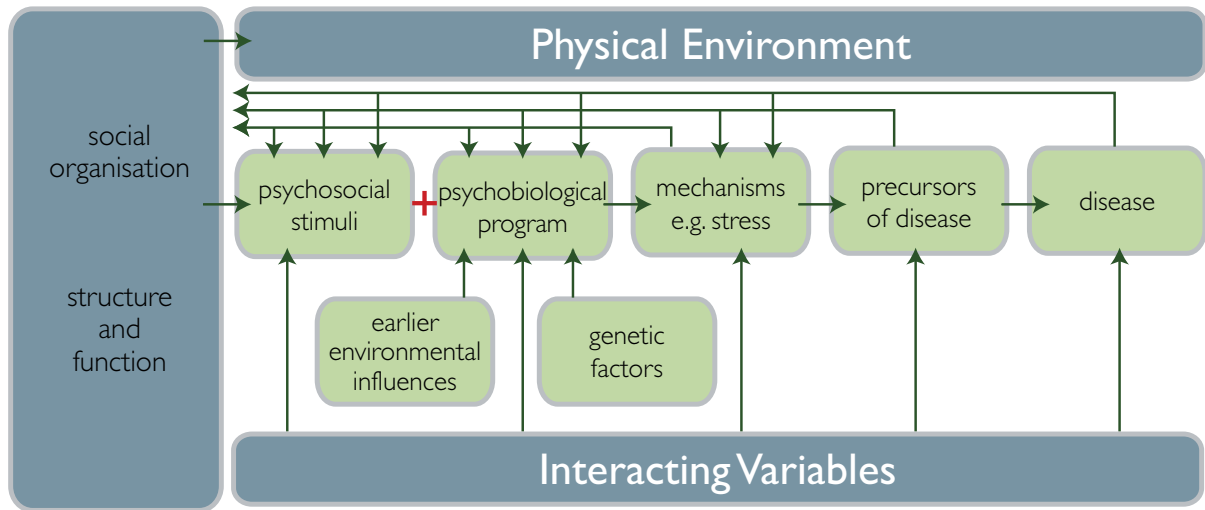 Physical Environment
social
organisation
structure
and
function
psychosocial
stimuli
+
psychobiological
program
mechanisms
e.g. stress
precursors
of disease
disease
earlier
environmental
influences
genetic
factors
Interacting Variables